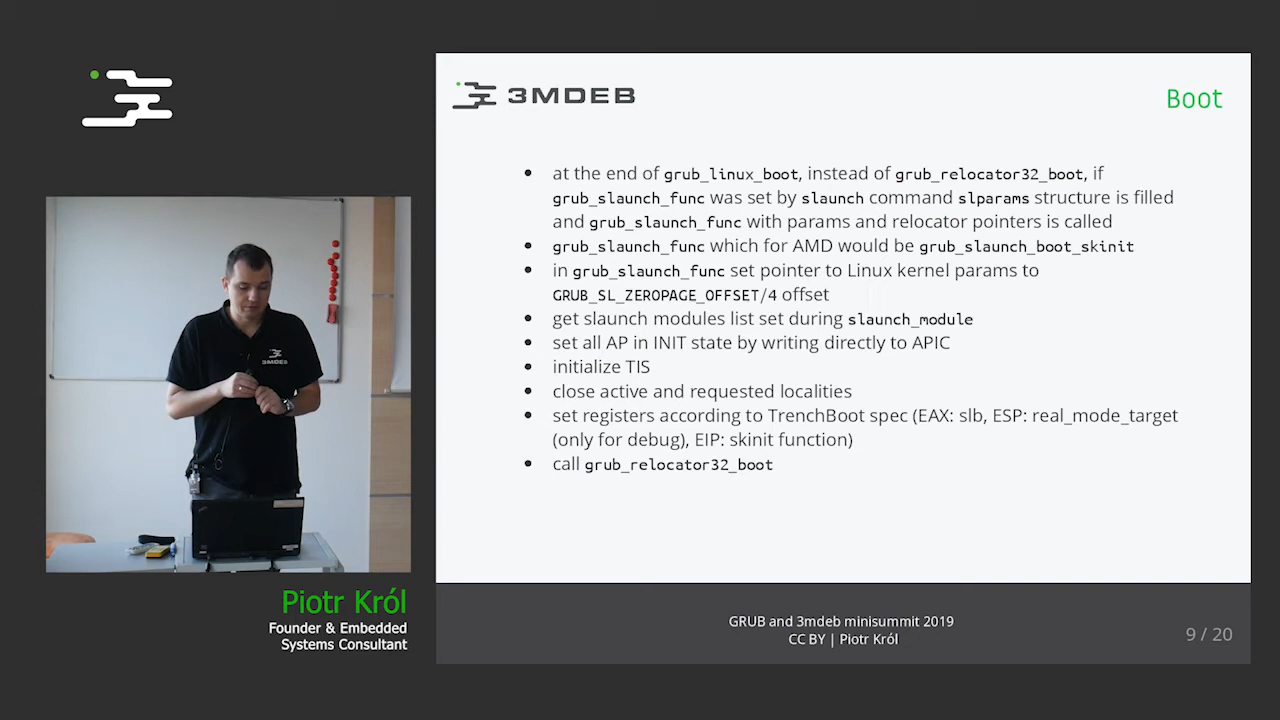 3MDEB
Boot
at the end of grub_linux_boot, instead of grub_relocator32_boot, if
grub_slaunch_func was set by slaunch command slparams structure is filled
and grub_slaunch_func with params and relocator pointers is called
grub_slaunch_func which for AMD would be grub_slaunch_boot_skinit
in grub_slaunch_func set pointer to Linux kernel params to
GRUB_SL_ZEROPAGE_OFFSET/4 offset
get slaunch modules list set during slaunch_module
set all AP in INIT state by writing directly to APIC
initialize TIS
close active and requested localities
set registers according to TrenchBoot spec (EAX: slb, ESP: real_mode_target
(only for debug), EIP: skinit function)
call grub_relocator32_boot
3MDEB
Piotr Król
Founder & Embedded
Systems Consultant
GRUB and 3mdeb minisummit 2019
CC BY | Piotr Król
9 / 20